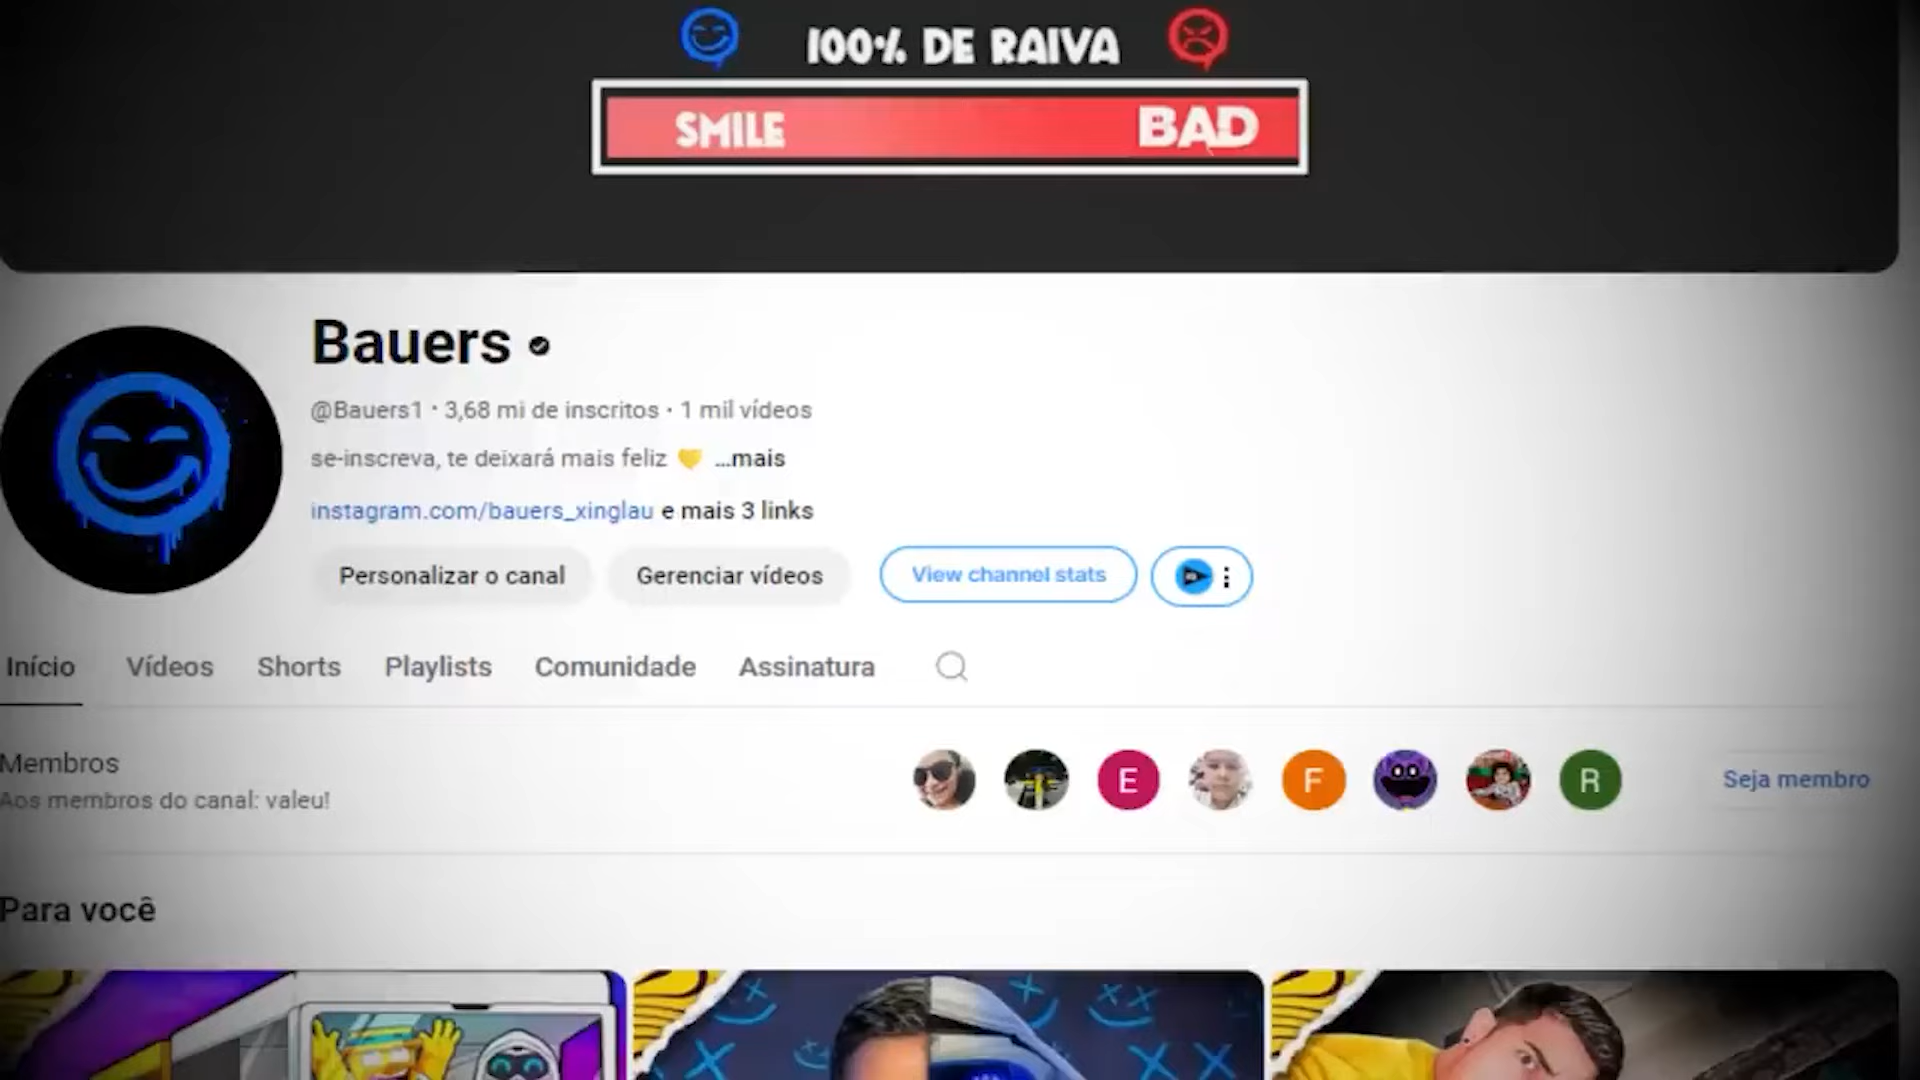 100% DE RAIVA
SMILE BAD
Bauers
@Bauers1 · 3,68 mi de inscritos · 1 mil vídeos
se-inscreva, te deixará mais feliz 💛 ...mais
instagram.com/bauers_xinglau e mais 3 links
Personalizar o canal Gerenciar vídeos View channel stats
Início Vídeos Shorts Playlists Comunidade Assinatura
Membros
Aos membros do canal: valeu!
E F R
Seja membro
Para você